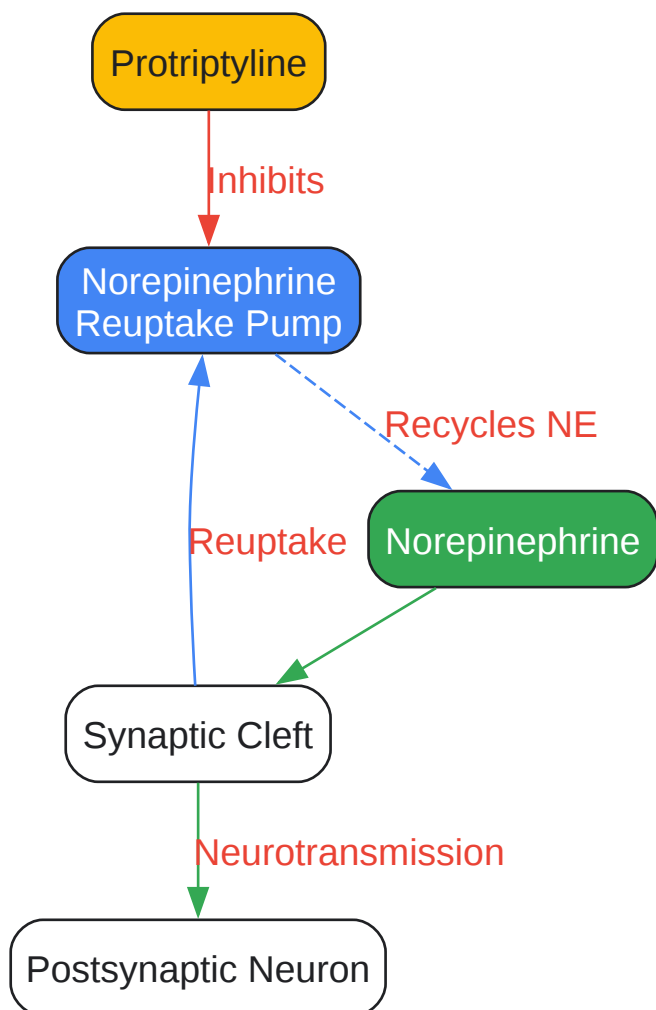 Protriptyline
Inhibits
Norepinephrine
Reuptake Pump
Recycles NE
Reuptake
Norepinephrine
Synaptic Cleft
Neurotransmission
Postsynaptic Neuron